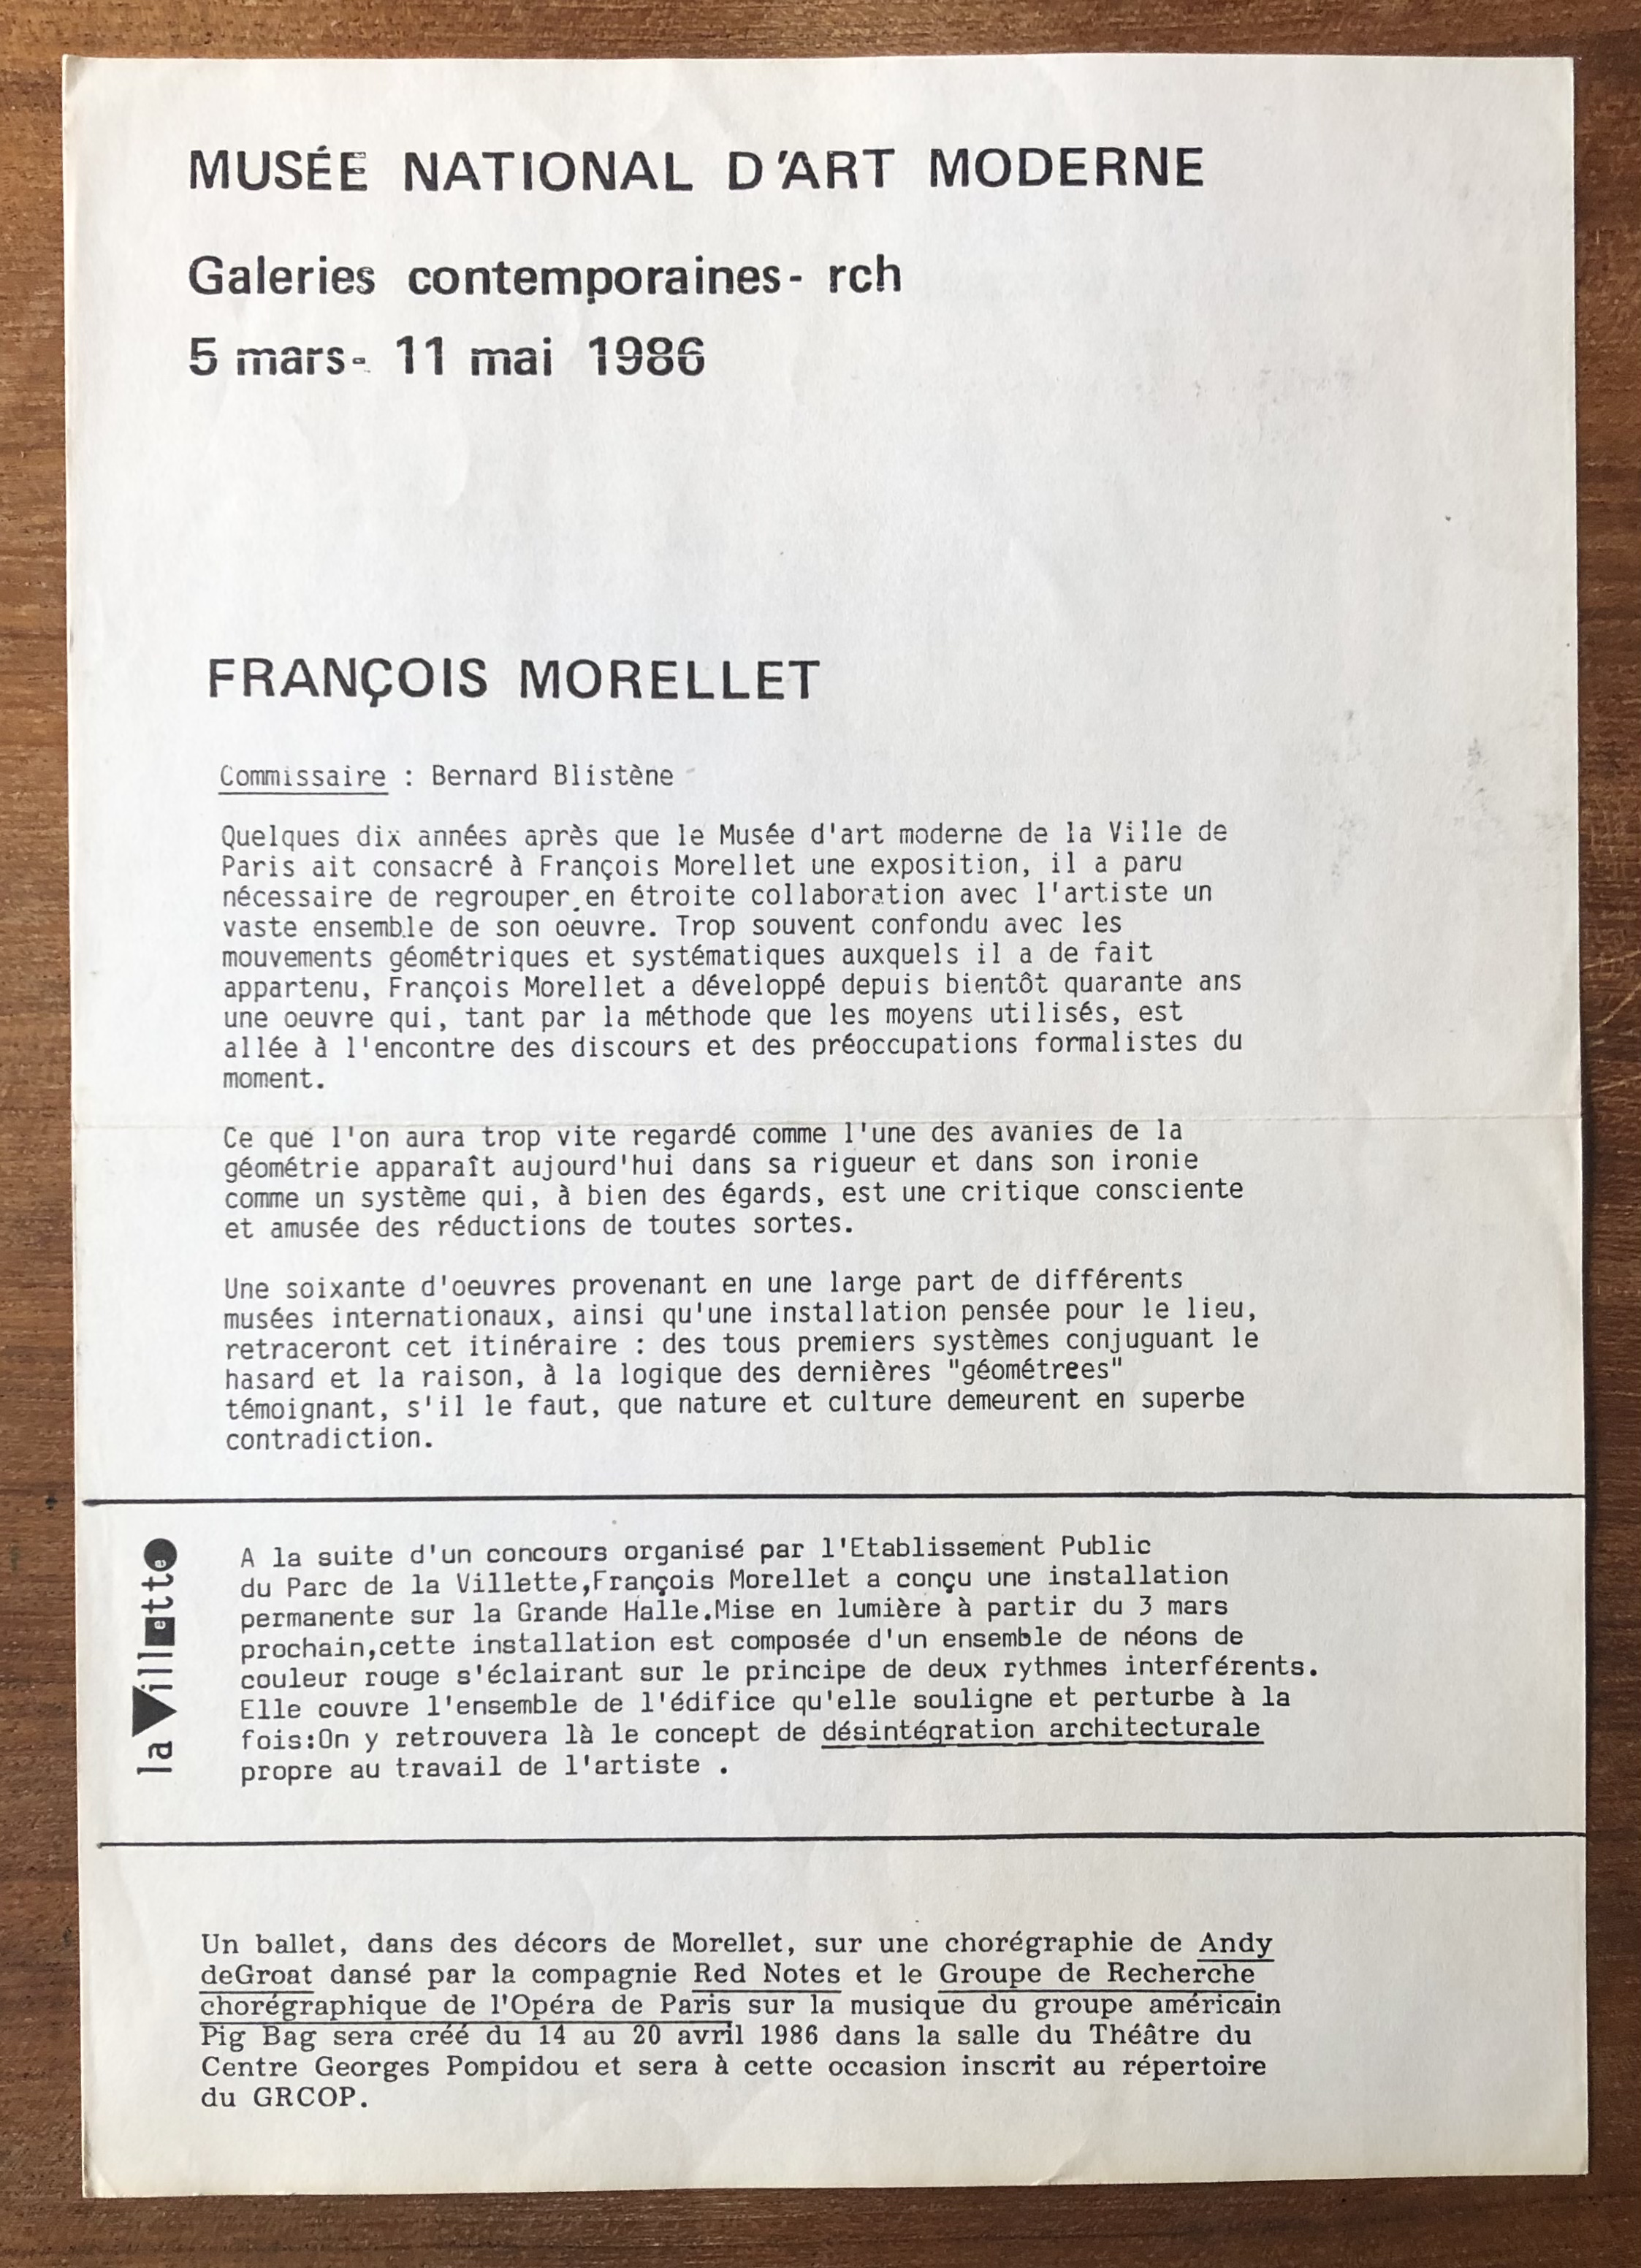 MUSÉE NATIONAL D'ART MODERNE
Galeries contemporaines- rch
5 mars- 11 mai 1986
FRANÇOIS MORELLET
Commissaire : Bernard Blistène
Quelques dix années après que le Musée d'art moderne de la Ville de
Paris ait consacré à François Morellet une exposition, il a paru
nécessaire de regrouper en étroite collaboration avec l'artiste un
vaste ensemble de son oeuvre. Trop souvent confondu avec les
mouvements géométriques et systématiques auxquels il a de fait
appartenu, François Morellet a développé depuis bientôt quarante ans
une oeuvre qui, tant par la méthode que les moyens utilisés, est
allée à l'encontre des discours et des préoccupations formalistes du
moment.
Ce que l'on aura trop vite regardé comme l'une des avanies de la
géométrie apparaît aujourd'hui dans sa rigueur et dans son ironie
comme un système qui, à bien des égards, est une critique consciente
et amusée des réductions de toutes sortes.
Une soixante d'oeuvres provenant en une large part de différents
musées internationaux, ainsi qu'une installation pensée pour le lieu,
retraceront cet itinéraire : des tous premiers systèmes conjuguant le
hasard et la raison, à la logique des dernières "géométrees"
témoignant, s'il le faut, que nature et culture demeurent en superbe
contradiction.
la Villette
A la suite d'un concours organisé par l'Etablissement Public
du Parc de la Villette,François Morellet a conçu une installation
permanente sur la Grande Halle.Mise en lumière à partir du 3 mars
prochain,cette installation est composée d'un ensemble de néons de
couleur rouge s'éclairant sur le principe de deux rythmes interférents.
Elle couvre l'ensemble de l'édifice qu'elle souligne et perturbe à la
fois:On y retrouvera là le concept de désintégration architecturale
propre au travail de l'artiste .
Un ballet, dans des décors de Morellet, sur une chorégraphie de Andy
deGroat dansé par la compagnie Red Notes et le Groupe de Recherche
chorégraphique de l'Opéra de Paris sur la musique du groupe américain
Pig Bag sera créé du 14 au 20 avril 1986 dans la salle du Théâtre du
Centre Georges Pompidou et sera à cette occasion inscrit au répertoire
du GRCOP.